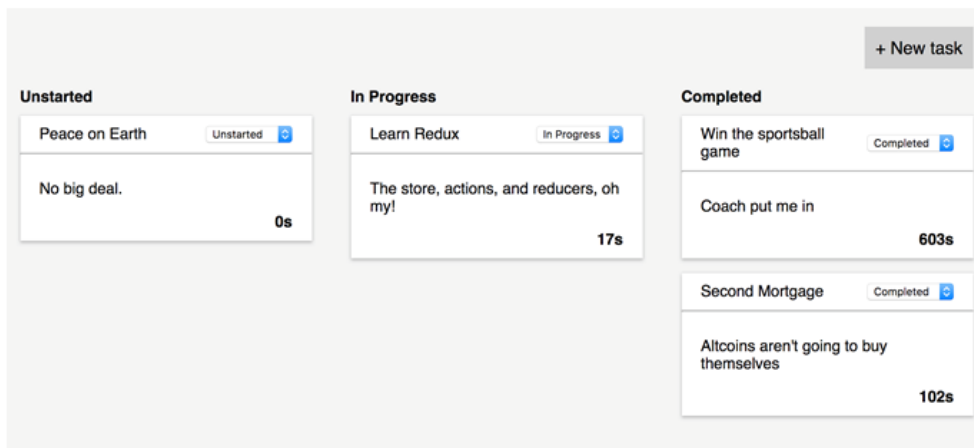 + New task
Unstarted
Peace on Earth
Unstarted
No big deal.
0s
In Progress
Learn Redux
In Progress
The store, actions, and reducers, oh
my!
17s
Completed
Win the sportsball
game
Completed
Coach put me in
603s
Second Mortgage
Completed
Altcoins aren't going to buy
themselves
102s